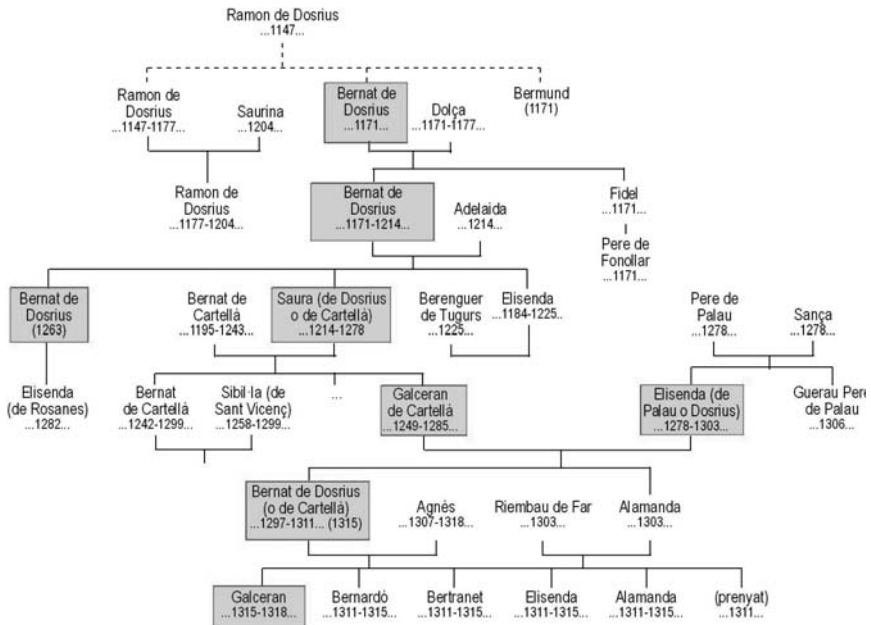 Ramon de Dosrius
...1147...
Ramon de
Dosrius
...1147-1177...
Saurina
...1204...
Bernat de
Dosrius
...1171...
Dolça
...1171-1177...
Bermund
(1171)
Ramon de
Dosrius
...1177-1204...
Bernat de
Dosrius
...1171-1214...
Adelaida
...1214...
Fidel
...1171...
Pere de
Fonollar
...1171...
Bernat de
Dosrius
(1263)
Bernat de
Cartellà
...1195-1243...
Saura (de Dosrius
o de Cartellà)
...1214-1278
Berenguer
de Tugurs
...1225...
Elisenda
...1184-1225..
Pere de
Palau
...1278...
Sança
...1278...
Elisenda
(de Rosanes)
...1282...
Bernat
de Cartellà
...1242-1299...
Sibil·la (de
Sant Vicenç)
...1258-1299...
...
Galceran
de Cartellà
...1249-1285...
Elisenda (de
Palau o Dosrius)
...1278-1303...
Guerau Pere
de Palau
...1306...
Bernat de Dosrius
(o de Cartellà)
...1297-1311... (1315)
Agnès
...1307-1318...
Riembau de Far
...1303...
Alamanda
...1303...
Galceran
...1315-1318...
Bernardó
...1311-1315...
Bertranet
...1311-1315...
Elisenda
...1311-1315...
Alamanda
...1311-1315...
(prenyat)
...1311...